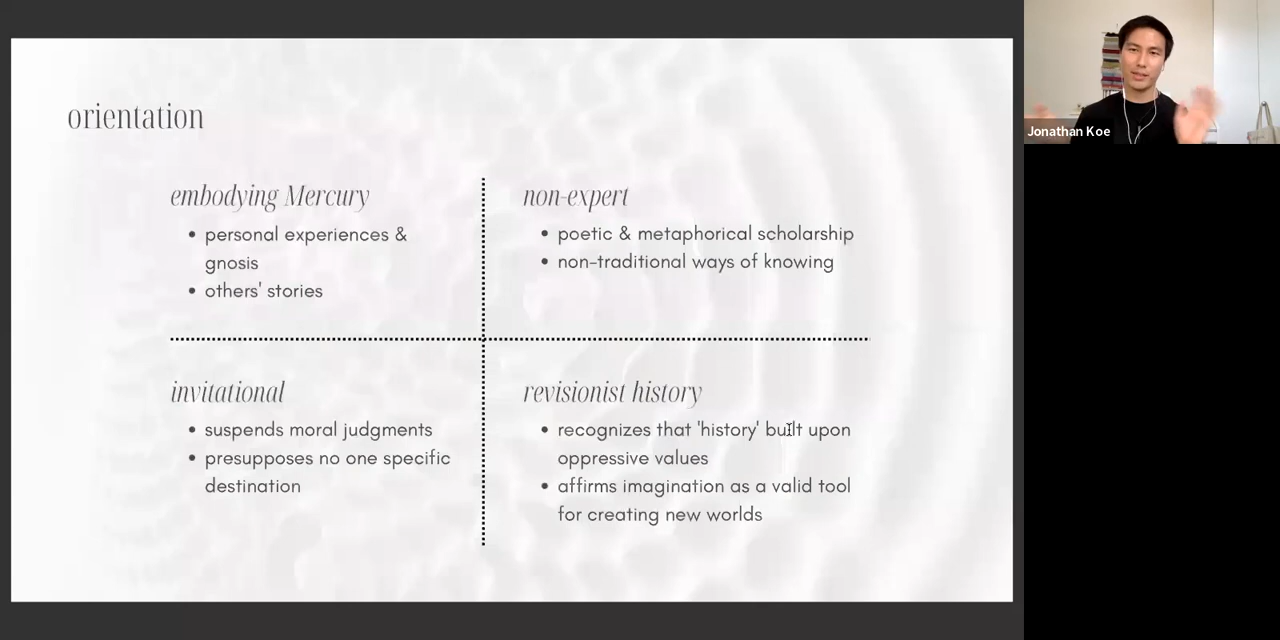 orientation
embodying Mercury
personal experiences &
gnosis
others' stories
non-expert
poetic & metaphorical scholarship
non-traditional ways of knowing
invitational
suspends moral judgments
presupposes no one specific
destination
revisionist history
recognizes that 'history' built upon
oppressive values
affirms imagination as a valid tool
for creating new worlds
Jonathan Koe